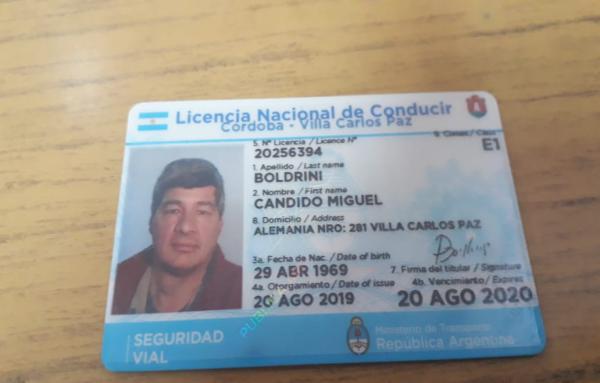 Licencia Nacional de Conducir
Córdoba - Villa Carlos Paz
5. Nº Licencia / Licence Nº
20256394
9. Clases / Class
E1
1. Apellido / Last name
BOLDRINI
2. Nombre / First name
CANDIDO MIGUEL
8. Domicilio / Address
ALEMANIA NRO: 281 VILLA CARLOS PAZ
3a. Fecha de Nac. / Date of birth
29 ABR 1969
7. Firma del titular / Signature
4a. Otorgamiento / Date of issue
20 AGO 2019
4b. Vencimiento / Expires
20 AGO 2020
SEGURIDAD
VIAL
Ministerio de Transporte
República Argentina